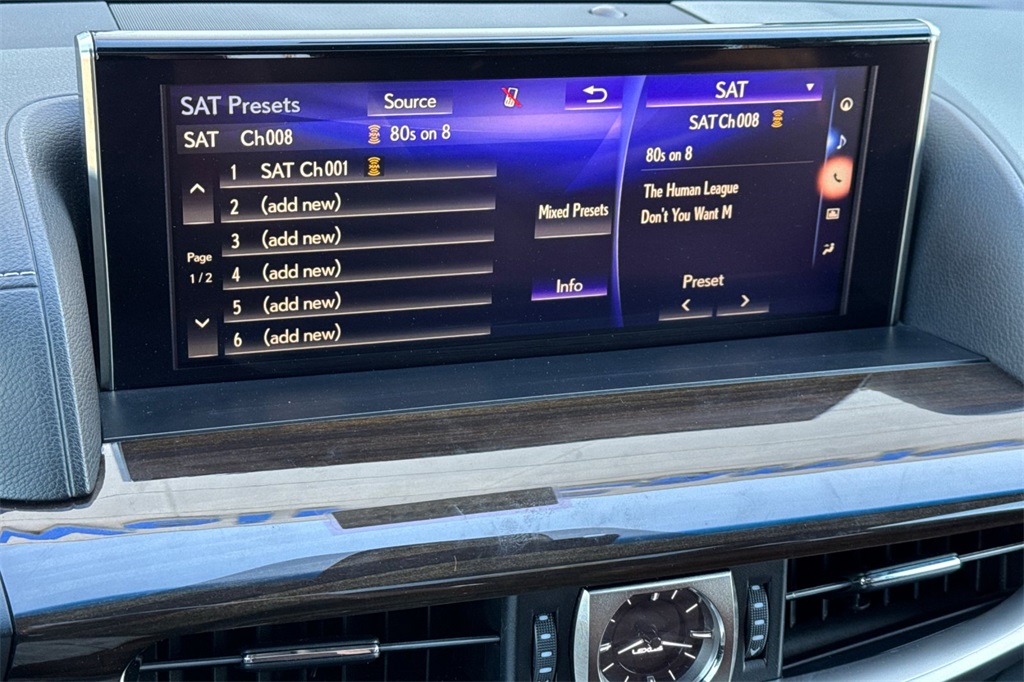 SAT Presets
Source
SAT Ch008
80s on 8
1 SAT Ch001
2 (add new)
3 (add new)
4 (add new)
5 (add new)
6 (add new)
Page
1/2
Mixed Presets
Info
SAT
SAT Ch008
80s on 8
The Human League
Don't You Want M
Preset
LEXUS